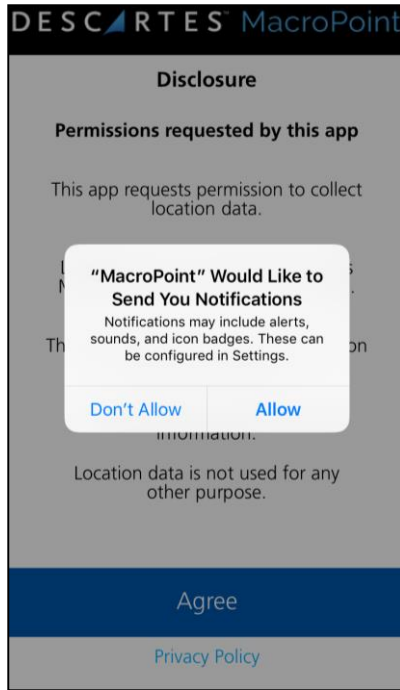 DESCARTES™ MacroPoint
Disclosure
Permissions requested by this app
This app requests permission to collect
location data.
“MacroPoint” Would Like to
Send You Notifications
Notifications may include alerts,
sounds, and icon badges. These can
be configured in Settings.
Don’t Allow
Allow
information.
Location data is not used for any
other purpose.
Agree
Privacy Policy